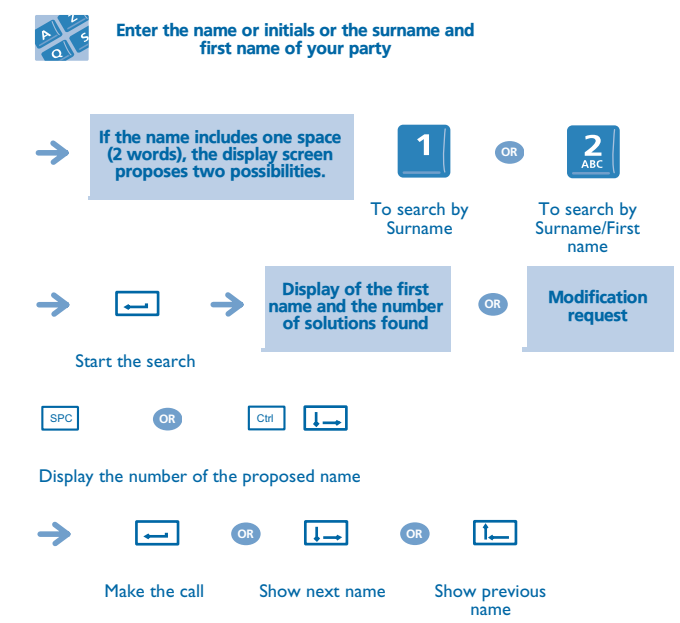 A
Z
Q
S
Enter the name or initials or the surname and
first name of your party
If the name includes one space
(2 words), the display screen
proposes two possibilities.
1
OR
2
ABC
To search by
Surname
To search by
Surname/First
name
Display of the first
name and the number
of solutions found
OR
Modification
request
Start the search
SPC
OR
Ctrl
Display the number of the proposed name
OR
OR
Make the call
Show next name
Show previous
name